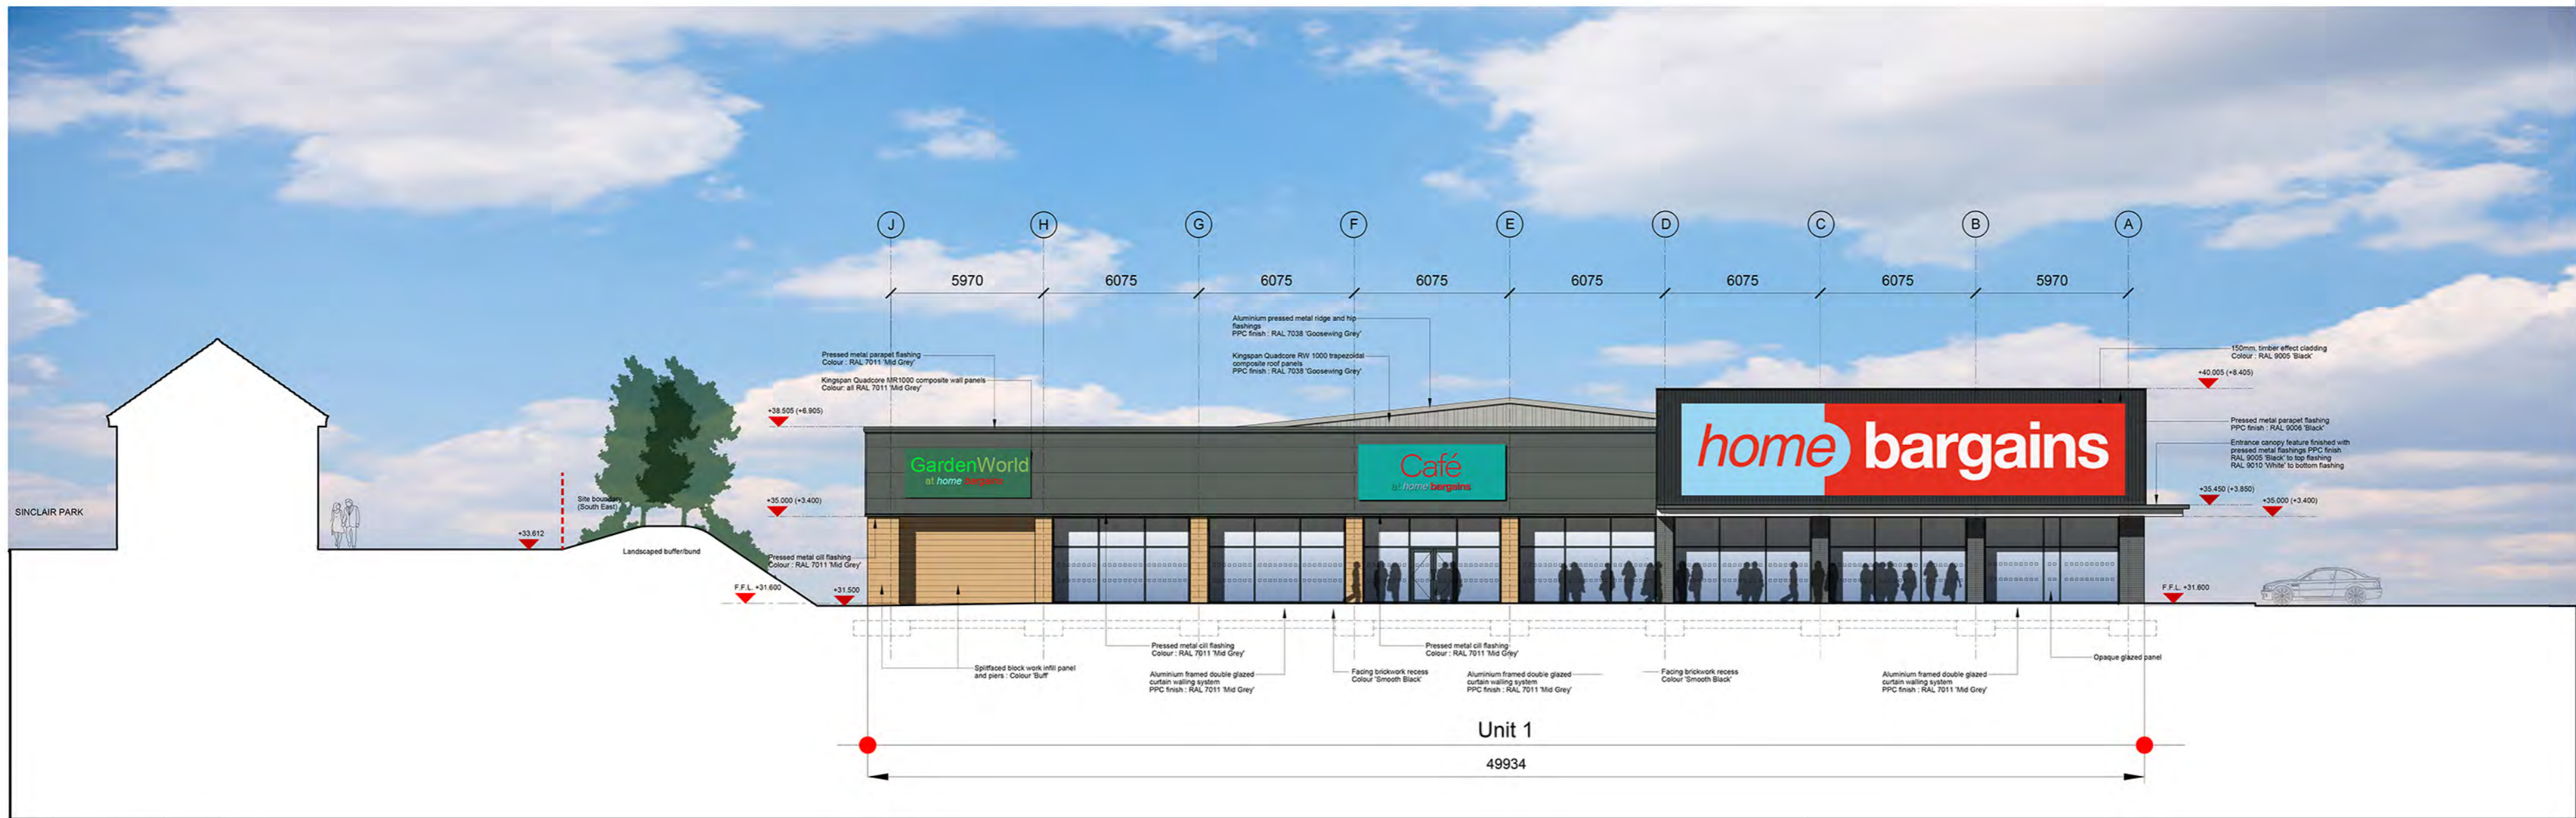 J H G F E D C B A
5970 6075 6075 6075 6075 6075 6075 5970
Aluminium pressed metal ridge and hip
flashings
PPC finish : RAL 7038 'Goosewing Grey'
Kingspan Quadcore RW 1000 trapezoidal
composite roof panels
PPC finish : RAL 7038 'Goosewing Grey'
Pressed metal parapet flashing
Colour : RAL 7011 'Mid Grey'
Kingspan Quadcore MR1000 composite wall panels
Colour: all RAL 7011 'Mid Grey'
150mm, timber effect cladding
Colour : RAL 9005 'Black'
+40.005 (+8.405)
+38.505 (+6.905)
Pressed metal parapet flashing
PPC finish : RAL 9006 'Black'
Entrance canopy feature finished with
pressed metal flashings PPC finish
RAL 9005 'Black' to top flashing
RAL 9010 'White' to bottom flashing
GardenWorld
at home bargains
Café
at home bargains
home bargains
+35.450 (+3.850)
+35.000 (+3.400)
+35.000 (+3.400)
SINCLAIR PARK
Site boundary
(South East)
+33.612
Landscaped buffer/bund
Pressed metal cill flashing
Colour : RAL 7011 'Mid Grey'
F.F.L. +31.600
+31.500
F.F.L. +31.600
Splitfaced block work infill panel
and piers : Colour 'Buff'
Pressed metal cill flashing
Colour : RAL 7011 'Mid Grey'
Aluminium framed double glazed
curtain walling system
PPC finish : RAL 7011 'Mid Grey'
Facing brickwork recess
Colour 'Smooth Black'
Pressed metal cill flashing
Colour : RAL 7011 'Mid Grey'
Aluminium framed double glazed
curtain walling system
PPC finish : RAL 7011 'Mid Grey'
Facing brickwork recess
Colour 'Smooth Black'
Aluminium framed double glazed
curtain walling system
PPC finish : RAL 7011 'Mid Grey'
Opaque glazed panel
Unit 1
49934